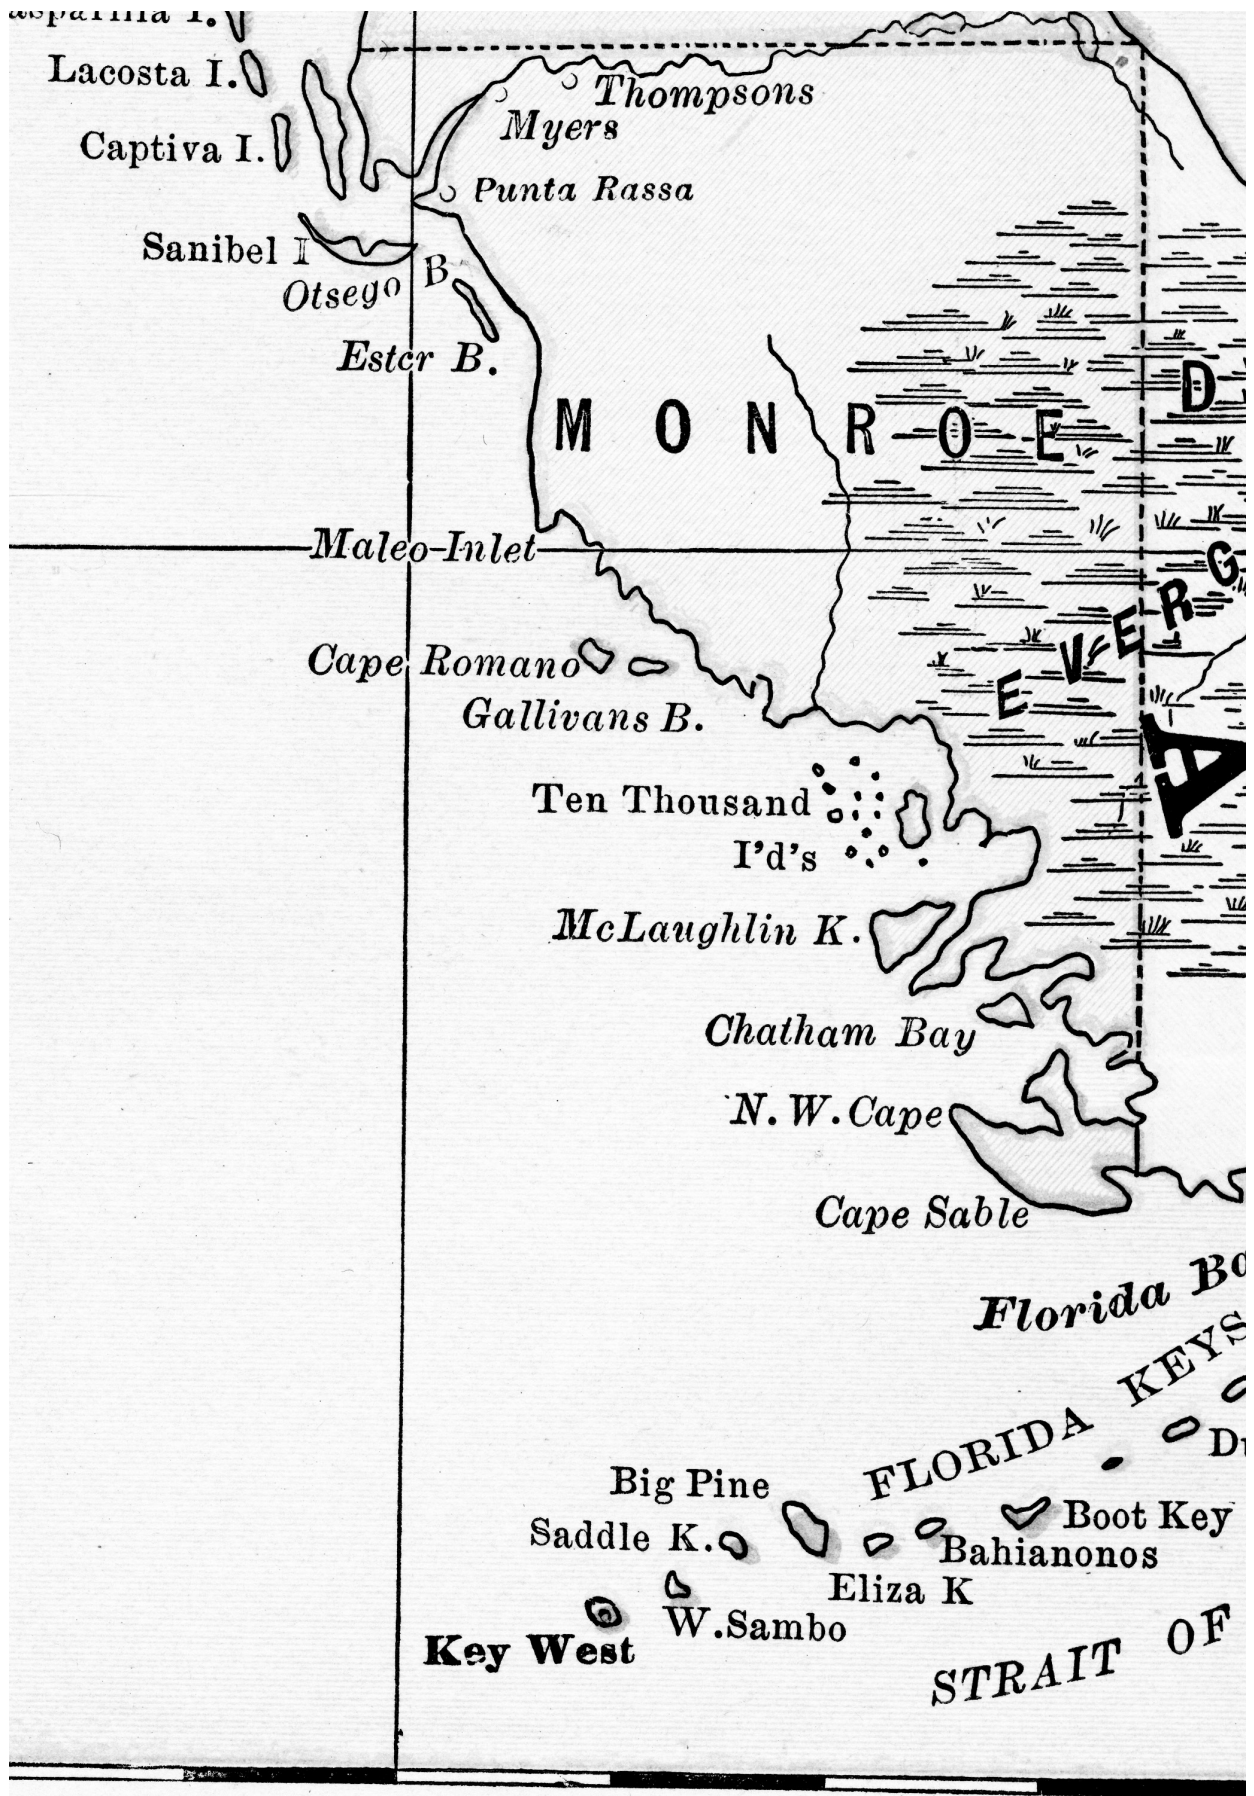 Lacosta I.
Thompsons
Myers
Captiva I.
Punta Rassa
Sanibel I
Otsego B.
Ester B.
D
MONROE
Maleo-Inlet
EVERG
Cape Romano
Gallivans B.
A
Ten Thousand
I'd's
McLaughlin K.
Chatham Bay
N. W. Cape
Cape Sable
Florida
FLORIDA KEYS
Big Pine
Boot Key
Saddle K.
Bahianonos
Eliza K
W. Sambo
Key West
STRAIT OF